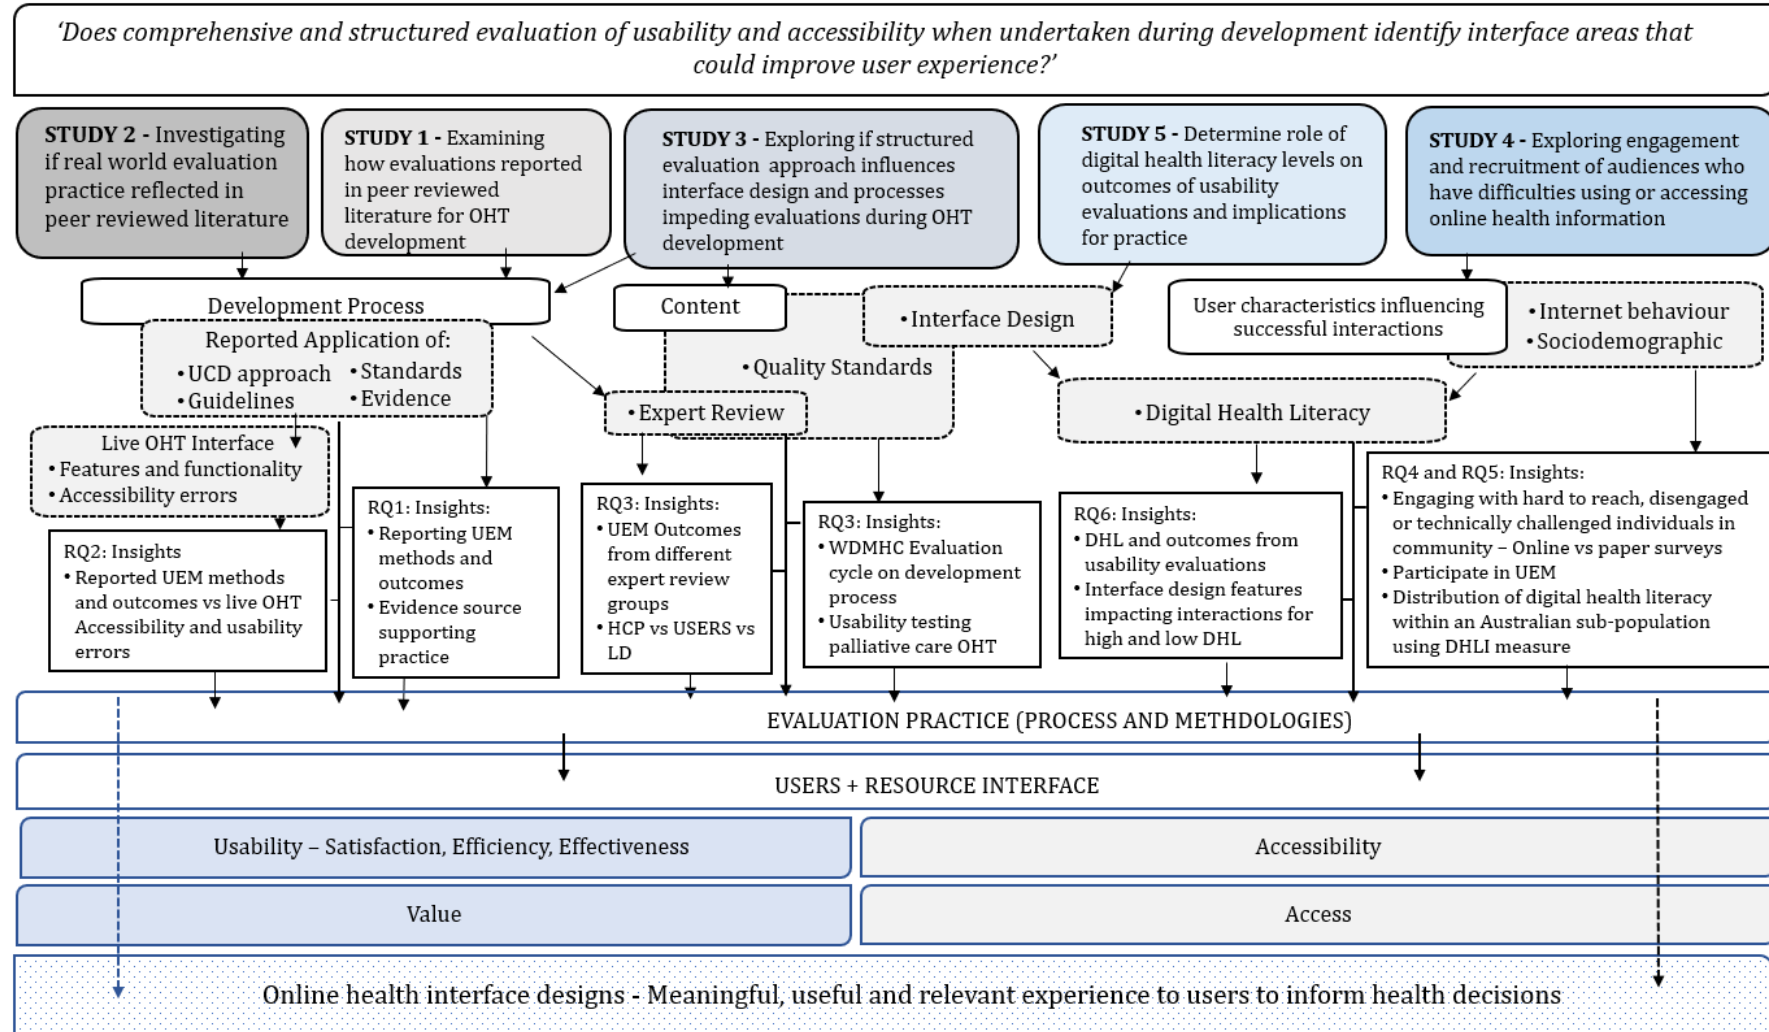 ‘Does comprehensive and structured evaluation of usability and accessibility when undertaken during development identify interface areas that
could improve user experience?’
STUDY 2 - Investigating
if real world evaluation
practice reflected in
peer reviewed literature
STUDY 1 - Examining
how evaluations reported
in peer reviewed
literature for OHT
development
STUDY 3 - Exploring if structured
evaluation approach influences
interface design and processes
impeding evaluations during OHT
development
STUDY 5 - Determine role of
digital health literacy levels on
outcomes of usability
evaluations and implications
for practice
STUDY 4 - Exploring engagement
and recruitment of audiences who
have difficulties using or accessing
online health information
Development Process
Reported Application of:
• UCD approach
• Guidelines
• Standards
• Evidence
Live OHT Interface
• Features and functionality
• Accessibility errors
Content
• Quality Standards
• Expert Review
• Interface Design
• Digital Health Literacy
User characteristics influencing
successful interactions
• Internet behaviour
• Sociodemographic
RQ2: Insights
• Reported UEM methods
and outcomes vs live OHT
Accessibility and usability
errors
RQ1: Insights:
• Reporting UEM
methods and
outcomes
• Evidence source
supporting
practice
RQ3: Insights:
• UEM Outcomes
from different
expert review
groups
• HCP vs USERS vs
LD
RQ3: Insights:
• WDMHC Evaluation
cycle on development
process
• Usability testing
palliative care OHT
RQ6: Insights:
• DHL and outcomes from
usability evaluations
• Interface design features
impacting interactions for
high and low DHL
RQ4 and RQ5: Insights:
• Engaging with hard to reach, disengaged
or technically challenged individuals in
community – Online vs paper surveys
• Participate in UEM
• Distribution of digital health literacy
within an Australian sub-population
using DHLI measure
EVALUATION PRACTICE (PROCESS AND METHDOLOGIES)
USERS + RESOURCE INTERFACE
Usability – Satisfaction, Efficiency, Effectiveness
Accessibility
Value
Access
Online health interface designs - Meaningful, useful and relevant experience to users to inform health decisions